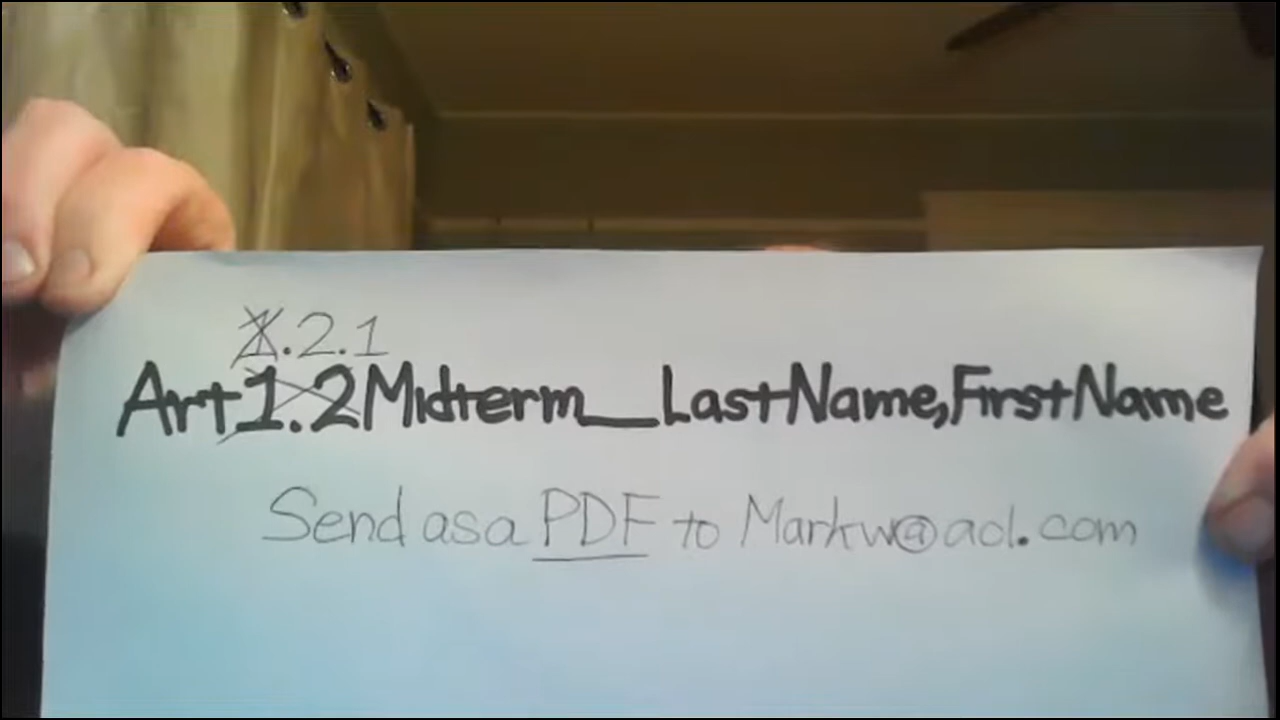 1.2.1
Art1.2Midterm_LastName,FirstName
Send as a PDF to Markw@aol.com